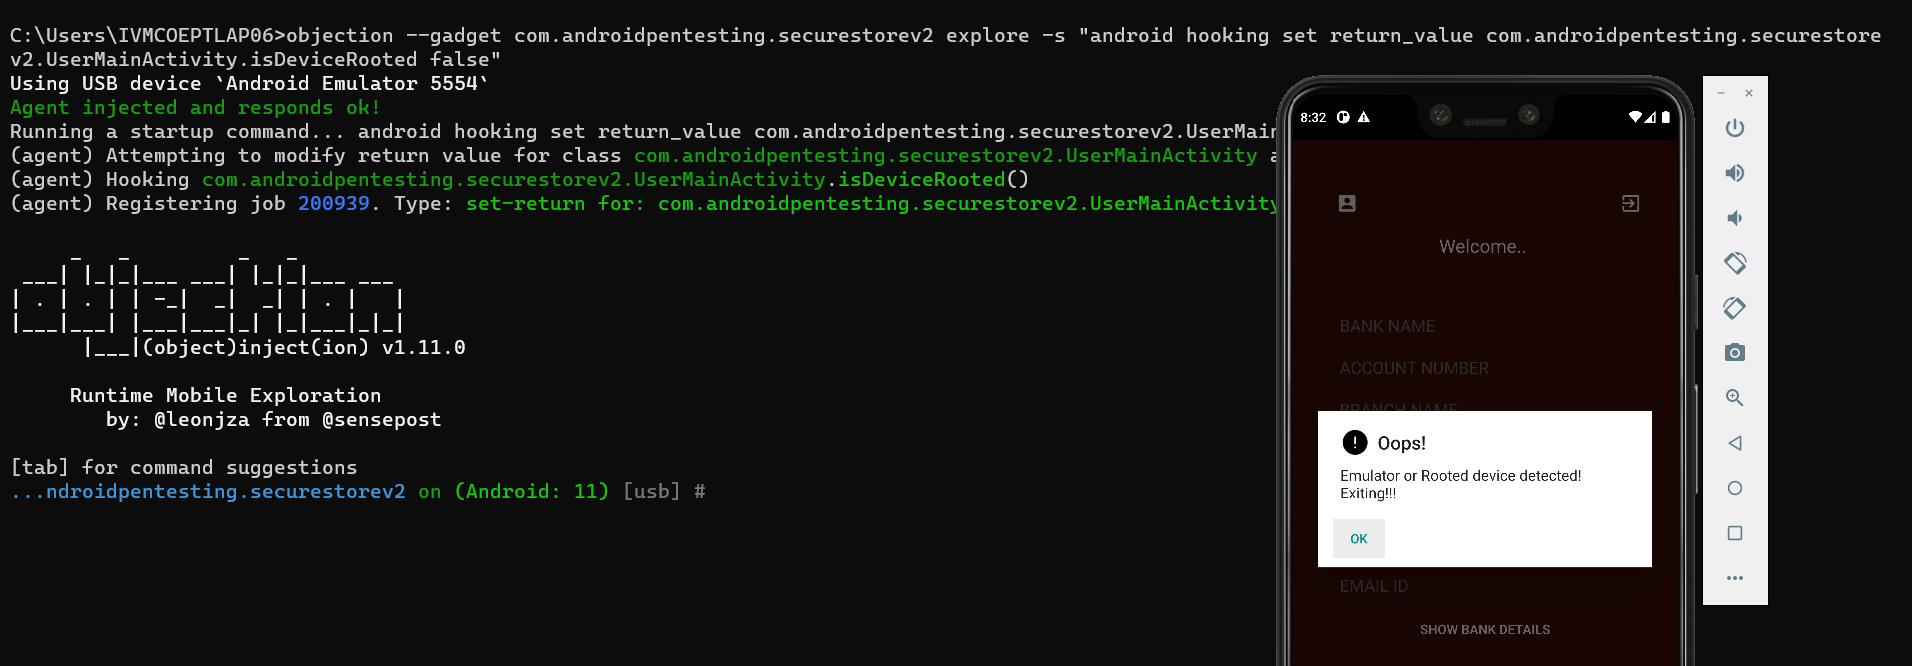 C:\Users\IVMCOEPTLAP06>objection --gadget com.androidpentesting.securestorev2 explore -s "android hooking set return_value com.androidpentesting.securestore
v2.UserMainActivity.isDeviceRooted false"
Using USB device `Android Emulator 5554`
Agent injected and responds ok!
Running a startup command... android hooking set return_value com.androidpentesting.securestorev2.UserMain
(agent) Attempting to modify return value for class com.androidpentesting.securestorev2.UserMainActivity a
(agent) Hooking com.androidpentesting.securestorev2.UserMainActivity.isDeviceRooted()
(agent) Registering job 200939. Type: set-return for: com.androidpentesting.securestorev2.UserMainActivity
objection
(object)inject(ion) v1.11.0
Runtime Mobile Exploration
by: @leonjza from @sensepost
[tab] for command suggestions
...ndroidpentesting.securestorev2 on (Android: 11) [usb] #
8:32
Welcome..
BANK NAME
ACCOUNT NUMBER
BRANCH NAME
Oops!
Emulator or Rooted device detected!
Exiting!!!
OK
EMAIL ID
SHOW BANK DETAILS